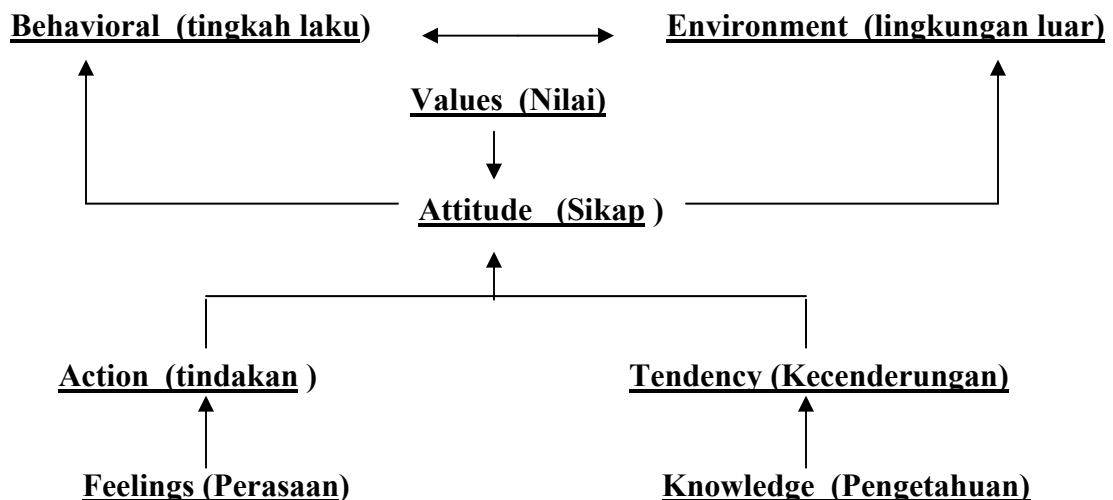 Behavioral (tingkah laku) Environment (lingkungan luar)
Values (Nilai)
Attitude (Sikap )
Action (tindakan ) Tendency (Kecenderungan)
Feelings (Perasaan) Knowledge (Pengetahuan)